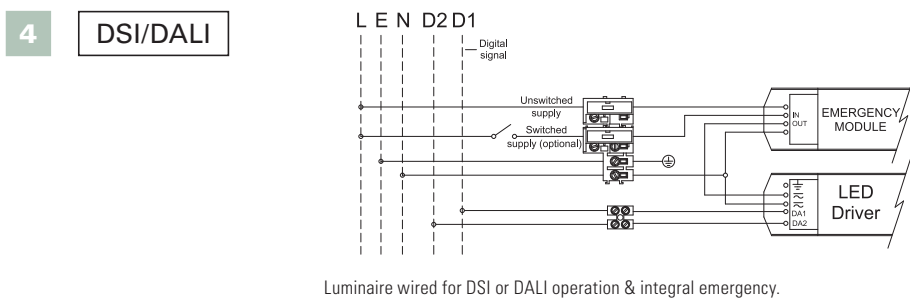 4
DSI/DALI
L E N D2 D1
Digital
signal
Unswitched
supply
Switched
supply (optional)
IN
OUT
EMERGENCY
MODULE
LED
Driver
DA1
DA2
Luminaire wired for DSI or DALI operation & integral emergency.